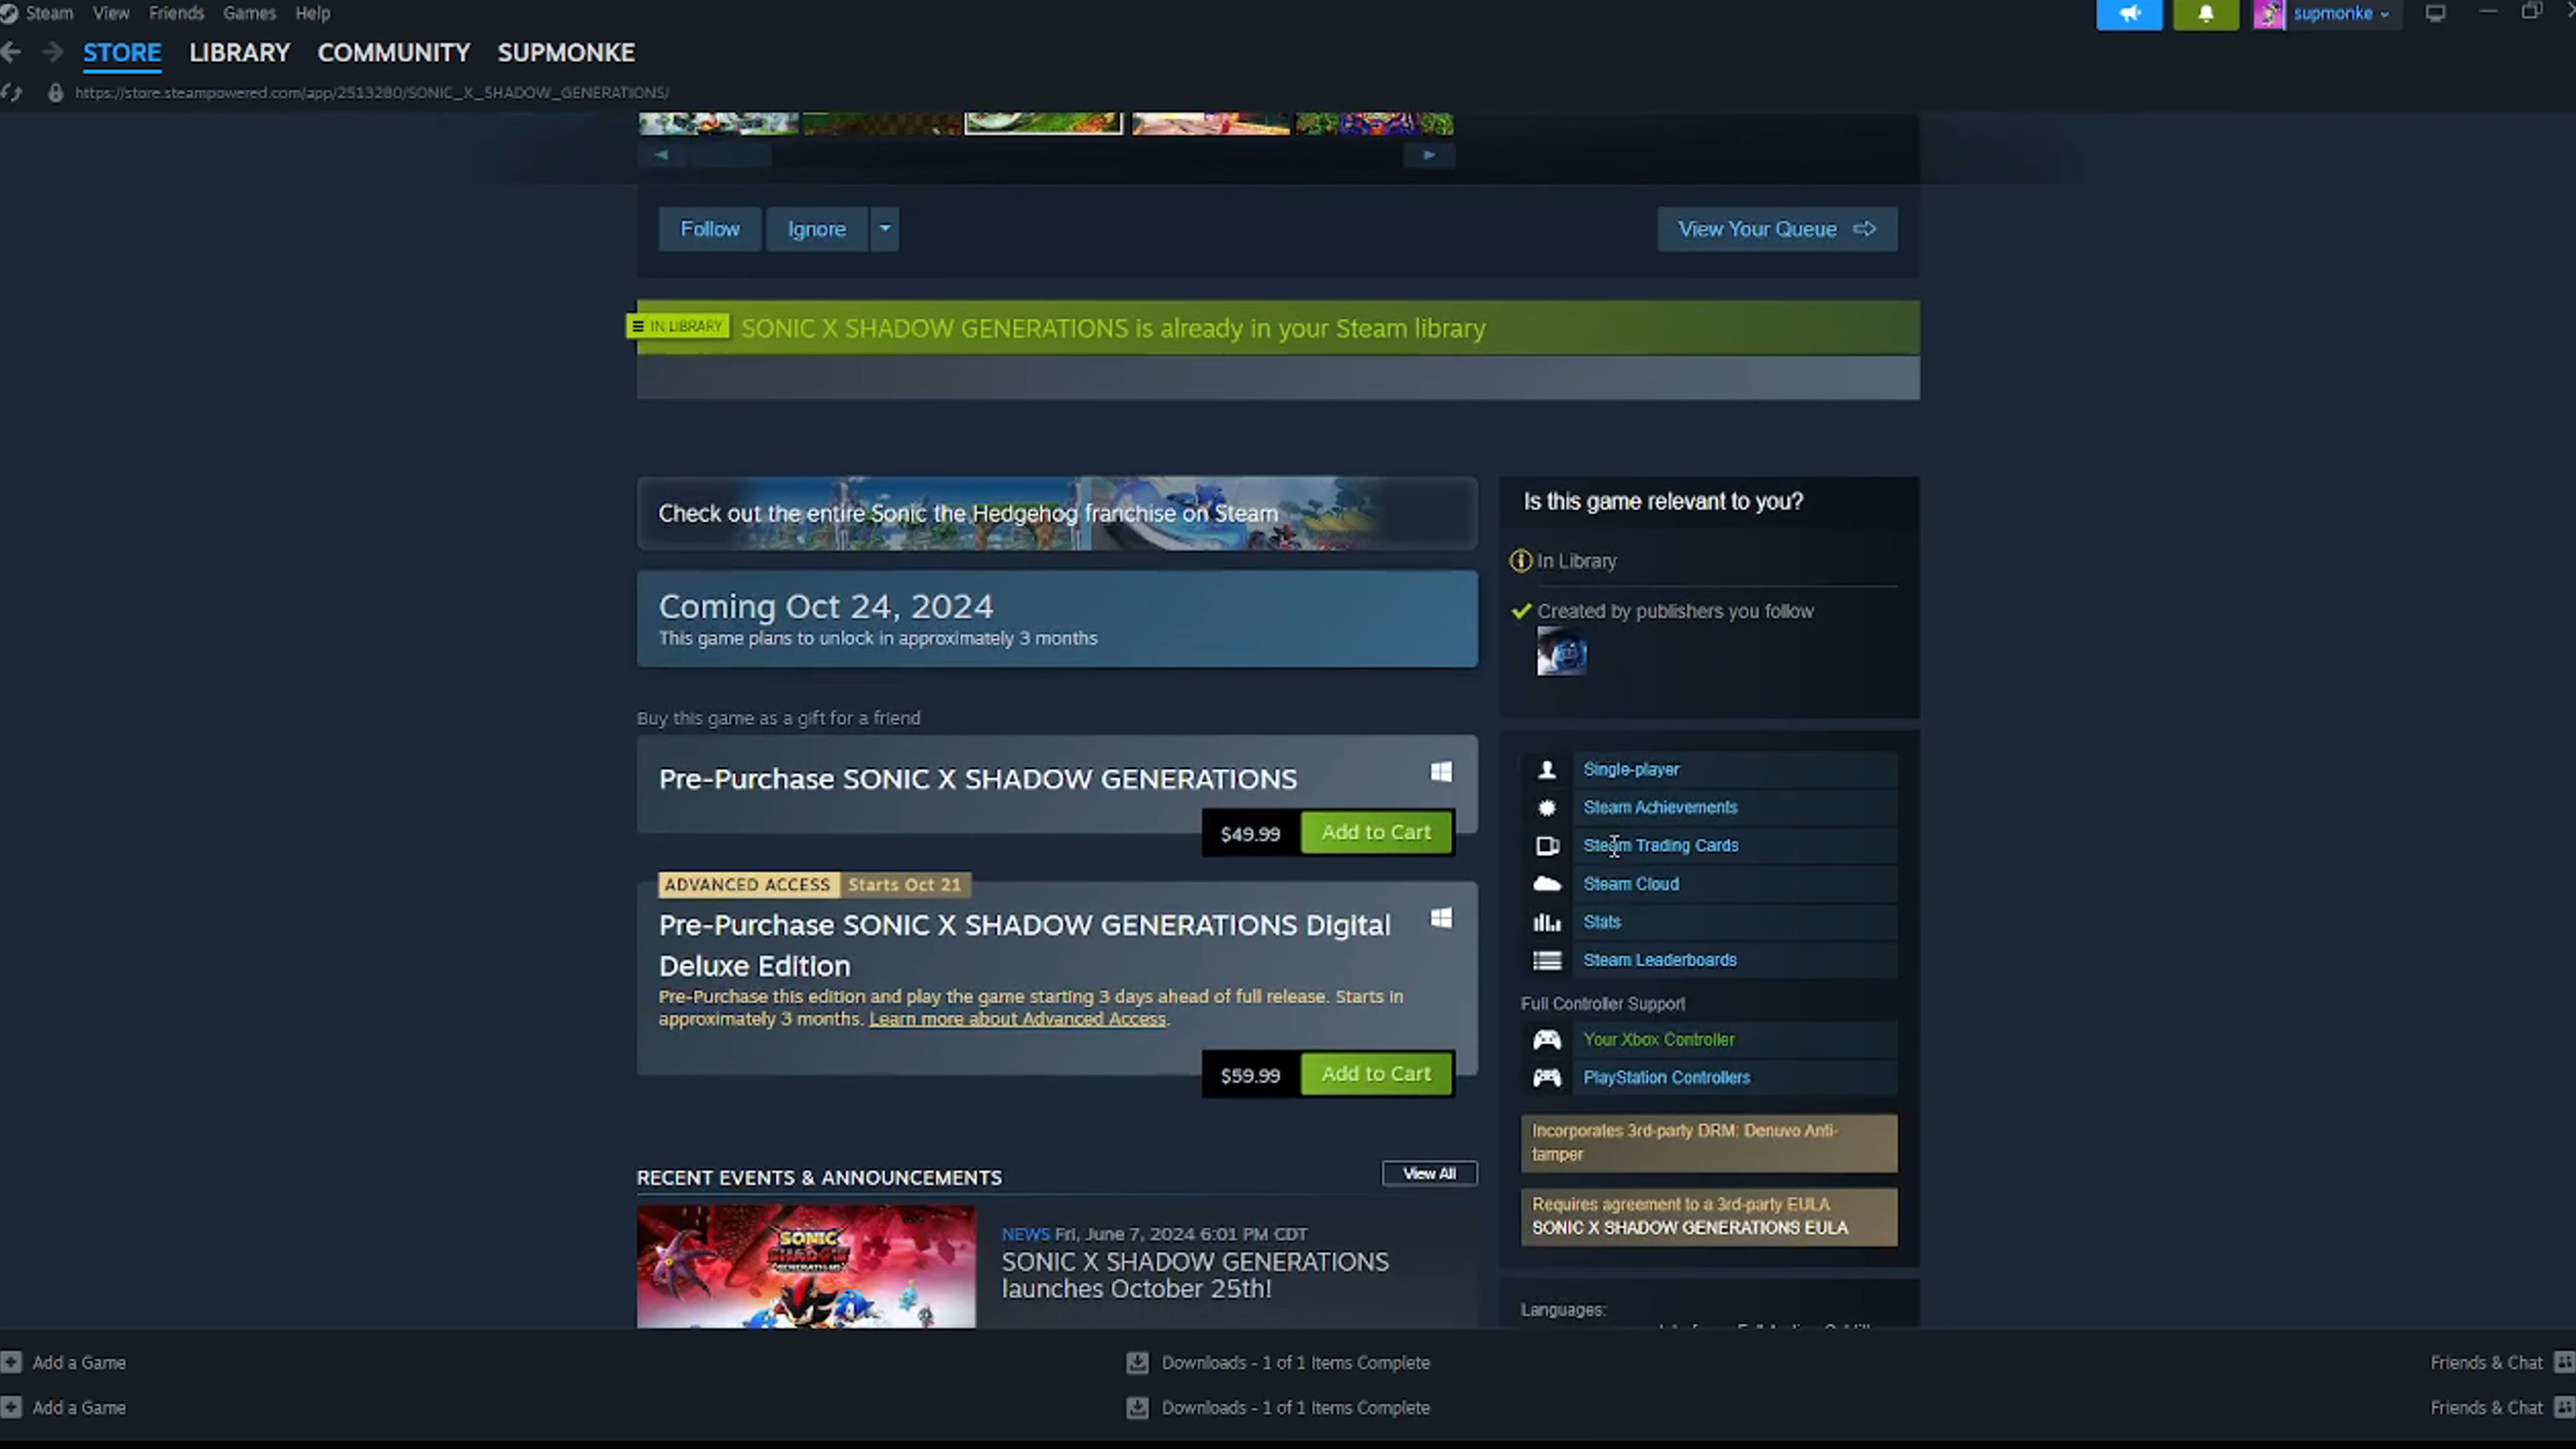 Steam View Friends Games Help
supmonke
STORE LIBRARY COMMUNITY SUPMONKE
https://store.steampowered.com/app/2513280/SONIC_X_SHADOW_GENERATIONS/
Follow Ignore
View Your Queue
IN LIBRARY
SONIC X SHADOW GENERATIONS is already in your Steam library
Check out the entire Sonic the Hedgehog franchise on Steam
Coming Oct 24, 2024
This game plans to unlock in approximately 3 months
Buy this game as a gift for a friend
Pre-Purchase SONIC X SHADOW GENERATIONS
$49.99 Add to Cart
ADVANCED ACCESS Starts Oct 21
Pre-Purchase SONIC X SHADOW GENERATIONS Digital
Deluxe Edition
Pre-Purchase this edition and play the game starting 3 days ahead of full release. Starts in
approximately 3 months. Learn more about Advanced Access.
$59.99 Add to Cart
RECENT EVENTS & ANNOUNCEMENTS
View All
SONIC
SHADOW
GENERATIONS
NEWS Fri, June 7, 2024 6:01 PM CDT
SONIC X SHADOW GENERATIONS
launches October 25th!
Is this game relevant to you?
In Library
Created by publishers you follow
Single-player
Steam Achievements
Steam Trading Cards
Steam Cloud
Stats
Steam Leaderboards
Full Controller Support
Your Xbox Controller
PlayStation Controllers
Incorporates 3rd-party DRM: Denuvo Anti-
tamper
Requires agreement to a 3rd-party EULA
SONIC X SHADOW GENERATIONS EULA
Languages:
Add a Game
Downloads - 1 of 1 Items Complete
Friends & Chat
Add a Game
Downloads - 1 of 1 Items Complete
Friends & Chat